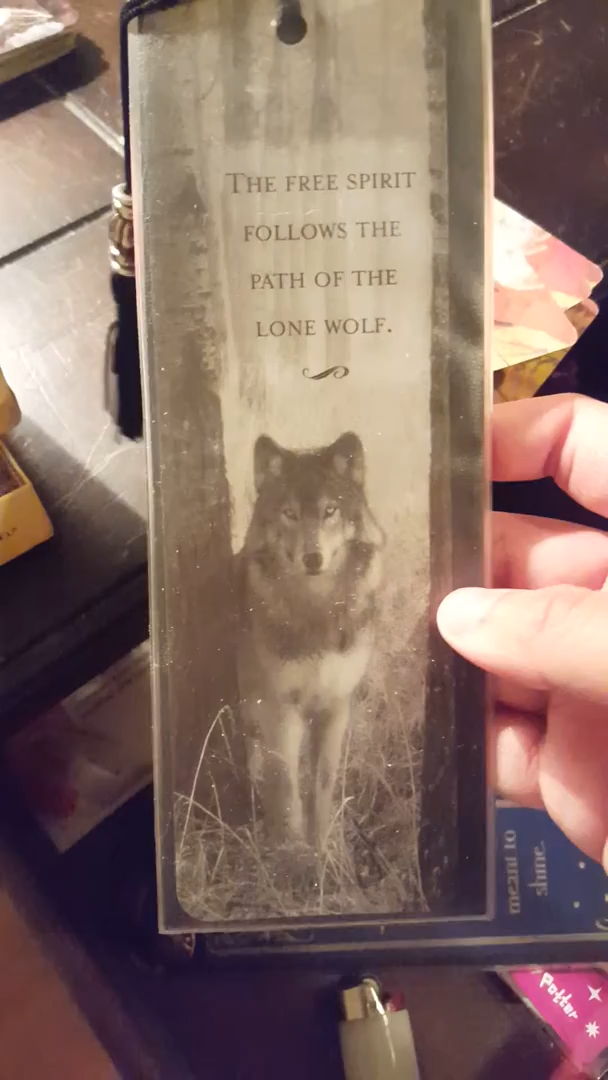 THE FREE SPIRIT
FOLLOWS THE
PATH OF THE
LONE WOLF.
meant to
shine.
Potter